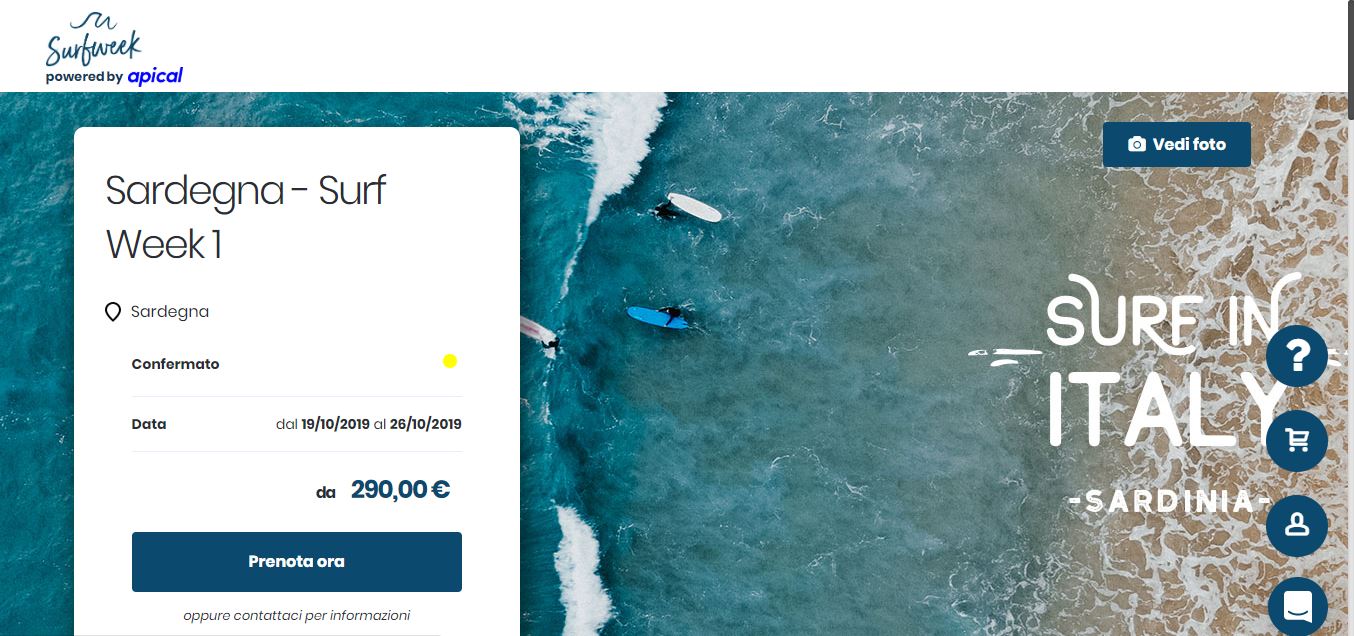 Surfweek
powered by apical
Vedi foto
Sardegna - Surf
Week 1
Sardegna
Confermato
Data dal 19/10/2019 al 26/10/2019
da 290,00 €
Prenota ora
oppure contattaci per informazioni
SURF IN
ITALY
-SARDINIA-
?